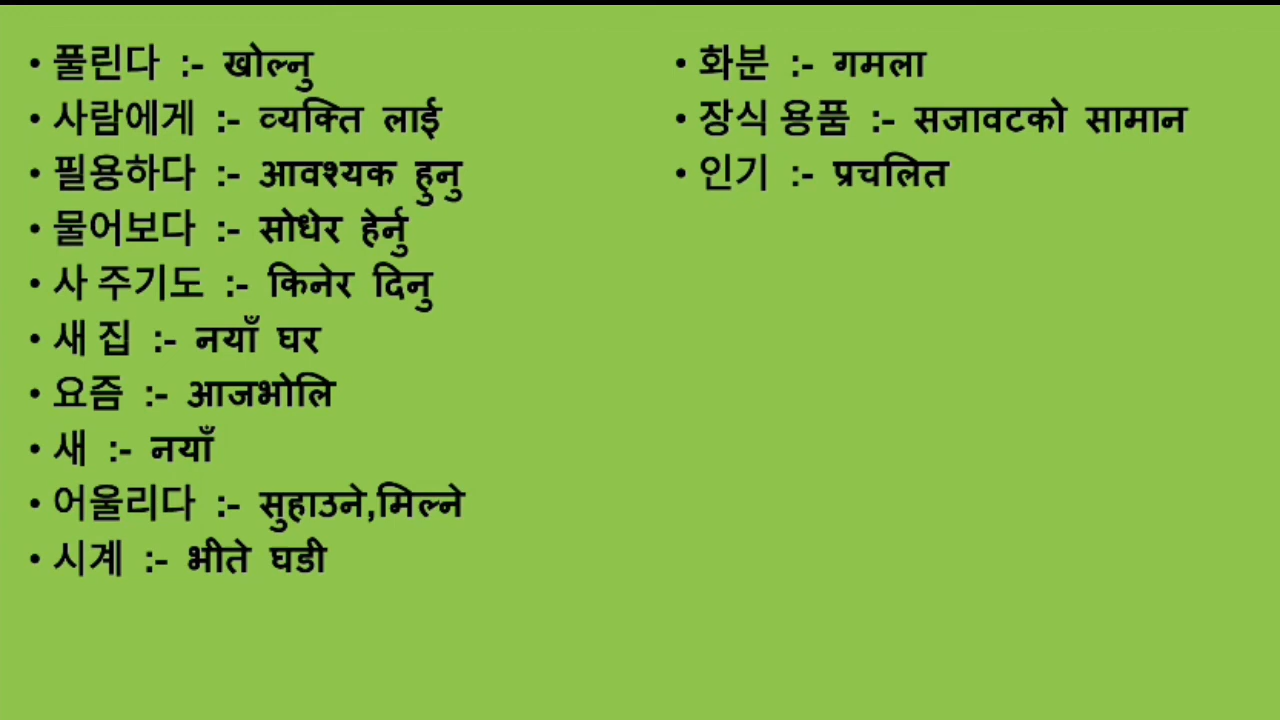 • 풀린다 :- खोल्नु
• 사람에게 :- व्यक्ति लाई
• 필용하다 :- आवश्यक हुनु
• 물어보다 :- सोधेर हेर्नु
• 사 주기도 :- किनेर दिनु
• 새 집 :- नयाँ घर
• 요즘 :- आजभोलि
• 새 :- नयाँ
• 어울리다 :- सुहाउने,मिल्ने
• 시계 :- भीते घडी
• 화분 :- गमला
• 장식 용품 :- सजावटको सामान
• 인기 :- प्रचलित